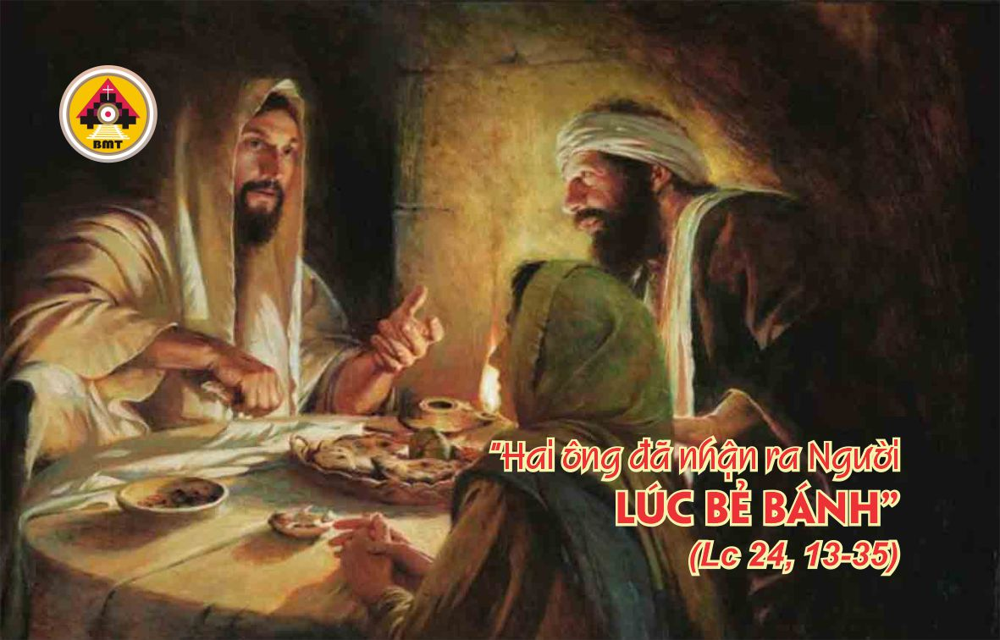 BMT
"Hai ông đã nhận ra Người
LÚC BẺ BÁNH”
(Lc 24, 13-35)